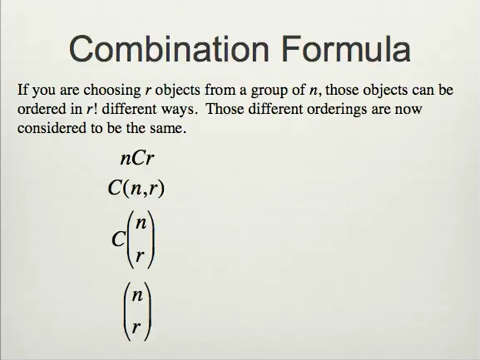 Combination Formula
If you are choosing r objects from a group of n, those objects can be
ordered in r! different ways. Those different orderings are now
considered to be the same.
nCr
C(n,r)
C(n r)
(n r)